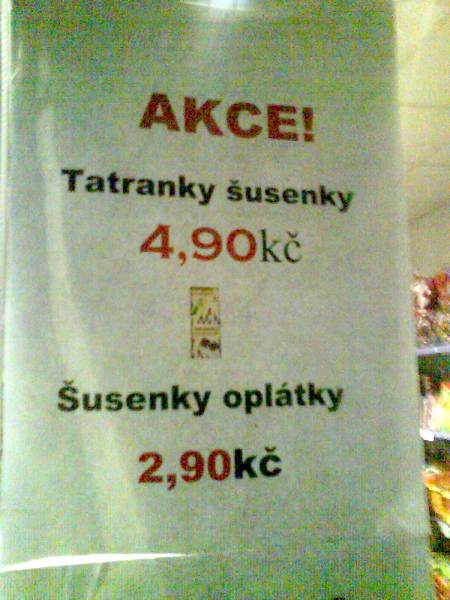 AKCE!
Tatranky šusenky
4,90kč
Šusenky oplátky
2,90kč